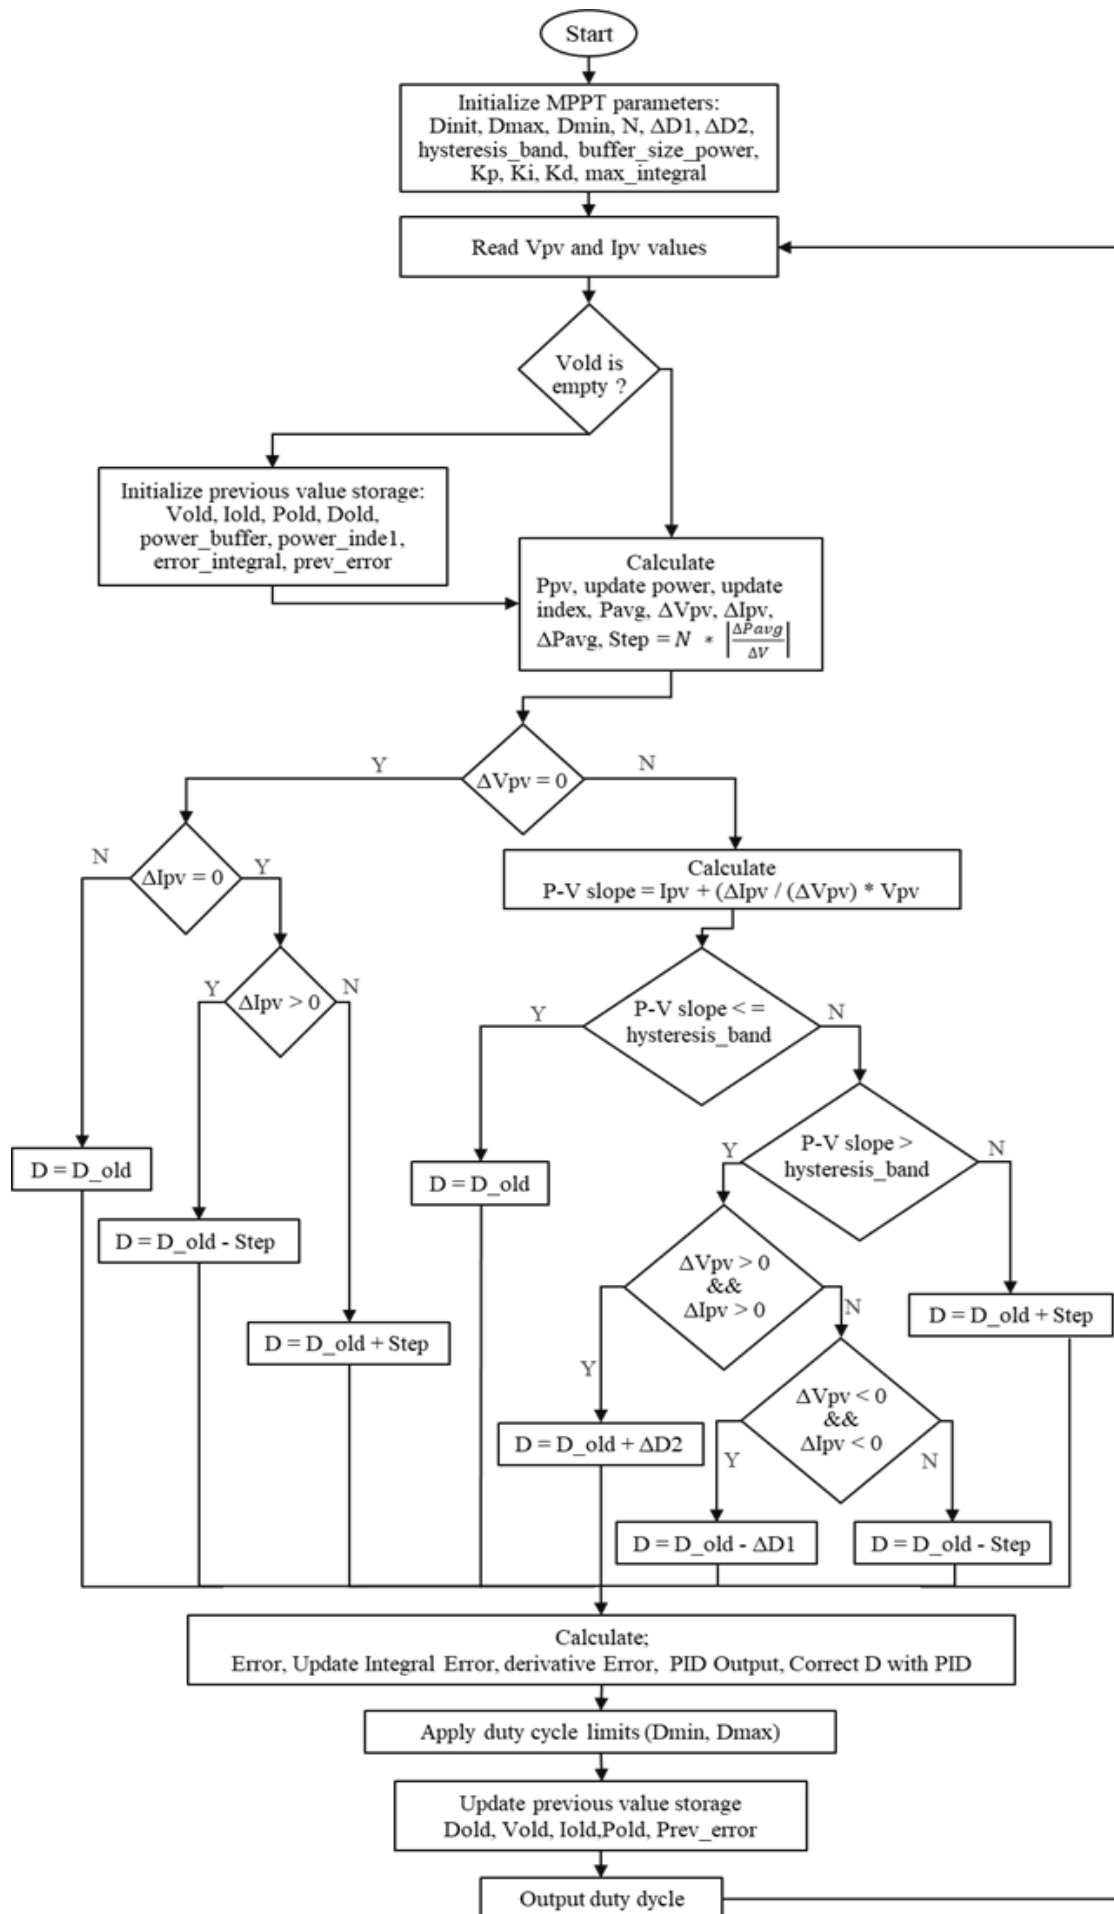 Start
Initialize MPPT parameters:
Dinit, Dmax, Dmin, N, ΔD1, ΔD2,
hysteresis_band, buffer_size_power,
Kp, Ki, Kd, max_integral
Read Vpv and Ipv values
Vold is
empty ?
Initialize previous value storage:
Vold, Iold, Pold, Dold,
power_buffer, power_inde1,
error_integral, prev_error
Calculate
Ppv, update power, update
index, Pavg, ΔVpv, ΔIpv,
ΔPavg, Step = N * |ΔPavg/ΔV|
Y
ΔVpv = 0
N
N
ΔIpv = 0
Y
Calculate
P-V slope = Ipv + (ΔIpv / (ΔVpv) * Vpv
Y
ΔIpv > 0
N
Y
P-V slope < =
hysteresis_band
N
Y
P-V slope >
hysteresis_band
N
D = D_old
D = D_old
D = D_old - Step
ΔVpv > 0
&&
ΔIpv > 0
N
Y
D = D_old + Step
D = D_old + Step
ΔVpv < 0
&&
ΔIpv < 0
Y
N
D = D_old + ΔD2
D = D_old - ΔD1
D = D_old - Step
Calculate;
Error, Update Integral Error, derivative Error, PID Output, Correct D with PID
Apply duty cycle limits (Dmin, Dmax)
Update previous value storage
Dold, Vold, Iold,Pold, Prev_error
Output duty dycle